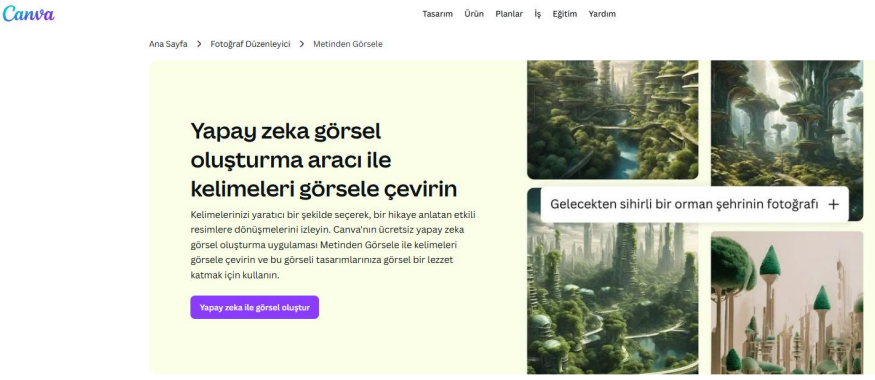 Canva
Tasarım Ürün Planlar İş Eğitim Yardım
Ana Sayfa > Fotoğraf Düzenleyici > Metinden Görsele
Yapay zeka görsel
oluşturma aracı ile
kelimeleri görsele çevirin
Kelimelerinizi yaratıcı bir şekilde seçerek, bir hikaye anlatan etkili
resimlere dönüşmelerini izleyin. Canva'nın ücretsiz yapay zeka
görsel oluşturma uygulaması Metinden Görsele ile kelimeleri
görsele çevirin ve bu görseli tasarımlarınıza görsel bir lezzet
katmak için kullanın.
Yapay zeka ile görsel oluştur
Gelecekten sihirli bir orman şehrinin fotoğrafı +